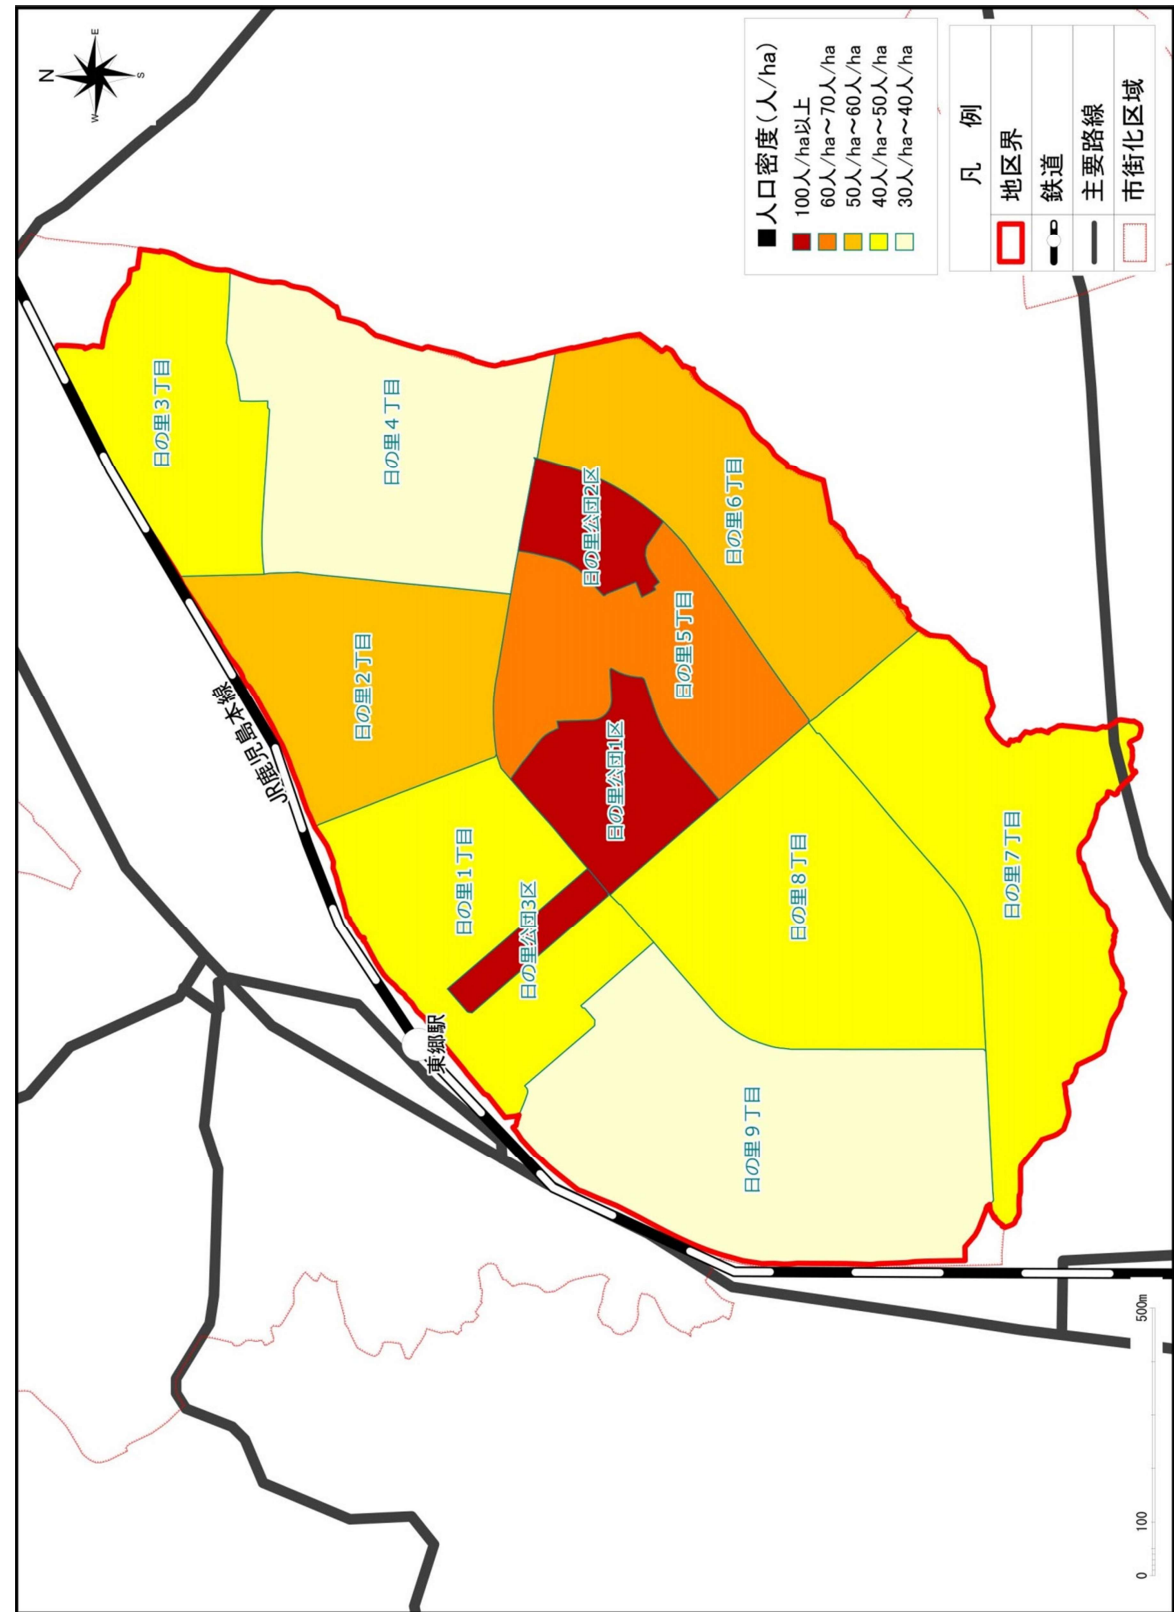 N
E
S
W
■人口密度(人/ha)
100人/ha以上
60人/ha～70人/ha
50人/ha～60人/ha
40人/ha～50人/ha
30人/ha～40人/ha
凡 例
地区界
鉄道
主要路線
市街化区域
日の里3丁目
日の里4丁目
日の里2丁目
日の里公団2区
日の里6丁目
日の里5丁目
JR鹿児島本線
日の里公団1区
日の里1丁目
日の里公団3区
日の里8丁目
日の里7丁目
東郷駅
日の里9丁目
0 100 500m